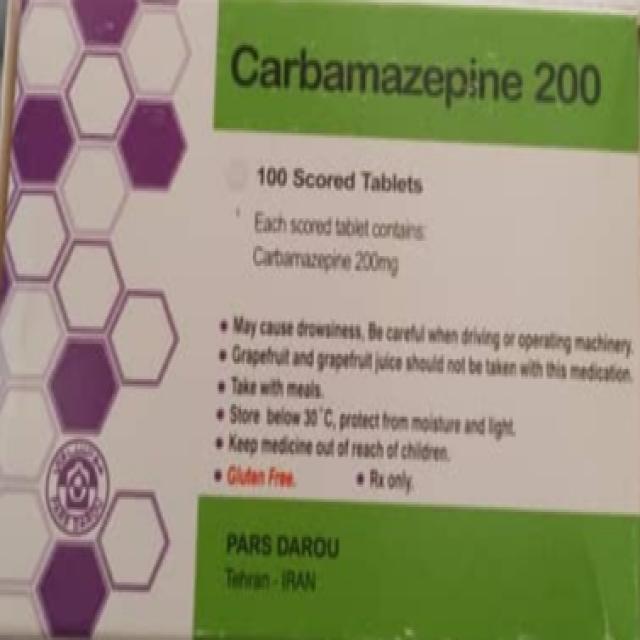 Carbamazepine 200
100 Scored Tablets
Each scored tablet contains:
Carbamazepine 200mg
• May cause drowsiness, Be careful when driving or operating machinery.
• Grapefruit and grapefruit juice should not be taken with this medication.
• Take with meals.
• Store below 30°C, protect from moisture and light.
• Keep medicine out of reach of children.
• Gluten Free. • Rx only.
PARS DAROU
PARS DAROU
Tehran - IRAN